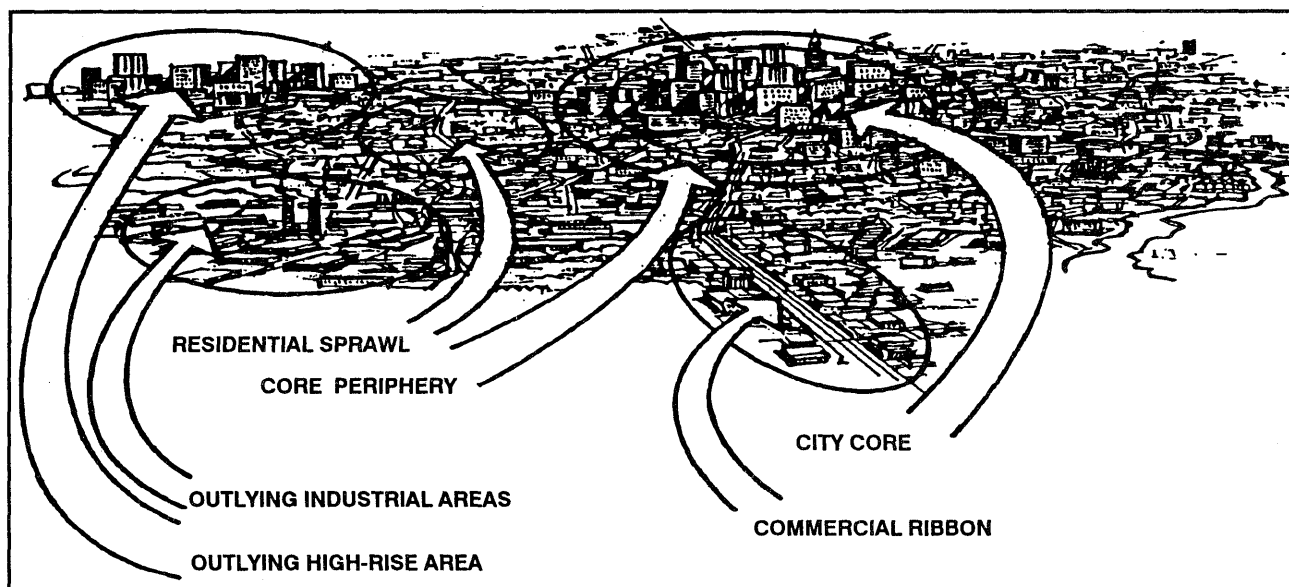 RESIDENTIAL SPRAWL
CORE PERIPHERY
CITY CORE
OUTLYING INDUSTRIAL AREAS
COMMERCIAL RIBBON
OUTLYING HIGH-RISE AREA